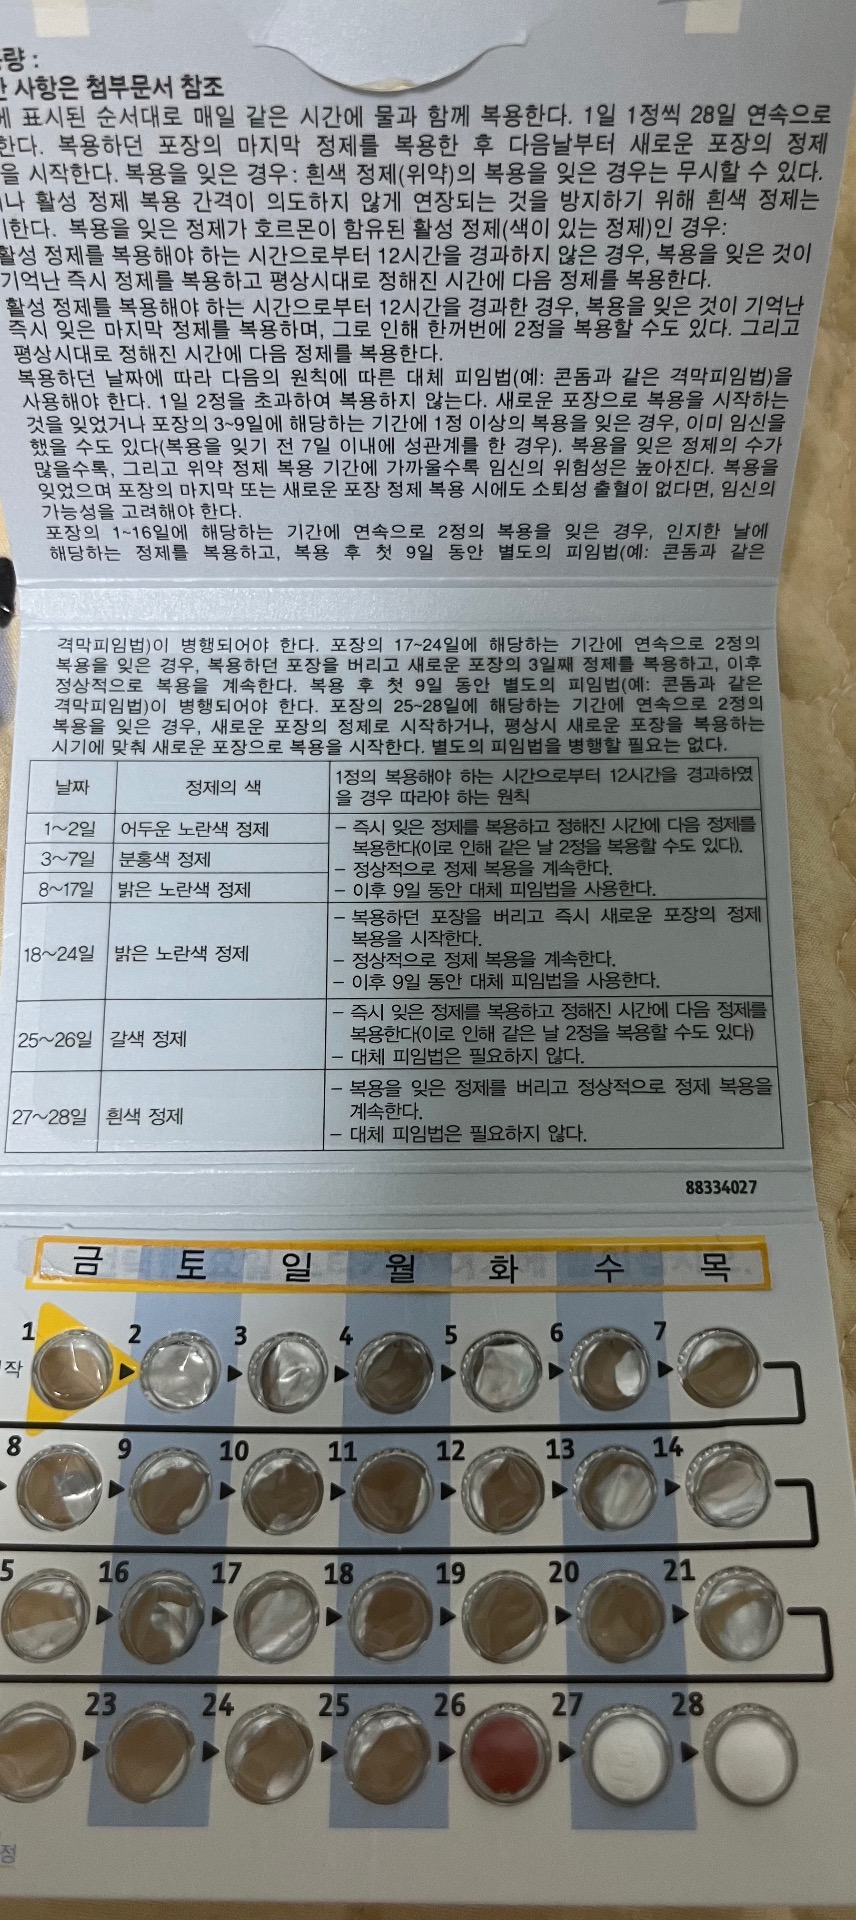 량 :
사항은 첨부문서 참조
에 표시된 순서대로 매일 같은 시간에 물과 함께 복용한다. 1일 1정씩 28일 연속으로
한다. 복용하던 포장의 마지막 정제를 복용한 후 다음날부터 새로운 포장의 정제
을 시작한다. 복용을 잊은 경우 : 흰색 정제(위약)의 복용을 잊은 경우는 무시할 수 있다.
나 활성 정제 복용 간격이 의도하지 않게 연장되는 것을 방지하기 위해 흰색 정제는
한다. 복용을 잊은 정제가 호르몬이 함유된 활성 정제(색이 있는 정제)인 경우:
활성 정제를 복용해야 하는 시간으로부터 12시간을 경과하지 않은 경우, 복용을 잊은 것이
기억난 즉시 정제를 복용하고 평상시대로 정해진 시간에 다음 정제를 복용한다.
활성 정제를 복용해야 하는 시간으로부터 12시간을 경과한 경우, 복용을 잊은 것이 기억난
즉시 잊은 마지막 정제를 복용하며, 그로 인해 한꺼번에 2정을 복용할 수도 있다. 그리고
평상시대로 정해진 시간에 다음 정제를 복용한다.
복용하던 날짜에 따라 다음의 원칙에 따른 대체 피임법(예: 콘돔과 같은 격막피임법)을
사용해야 한다. 1일 2정을 초과하여 복용하지 않는다. 새로운 포장으로 복용을 시작하는
것을 잊었거나 포장의 3~9일에 해당하는 기간에 1정 이상의 복용을 잊은 경우, 이미 임신을
했을 수도 있다(복용을 잊기 전 7일 이내에 성관계를 한 경우). 복용을 잊은 정제의 수가
많을수록, 그리고 위약 정제 복용 기간에 가까울수록 임신의 위험성은 높아진다. 복용을
잊었으며 포장의 마지막 또는 새로운 포장 정제 복용 시에도 소퇴성 출혈이 없다면, 임신의
가능성을 고려해야 한다.
포장의 1~16일에 해당하는 기간에 연속으로 2정의 복용을 잊은 경우, 인지한 날에
해당하는 정제를 복용하고, 복용 후 첫 9일 동안 별도의 피임법(예: 콘돔과 같은
격막피임법)이 병행되어야 한다. 포장의 17~24일에 해당하는 기간에 연속으로 2정의
복용을 잊은 경우, 복용하던 포장을 버리고 새로운 포장의 3일째 정제를 복용하고, 이후
정상적으로 복용을 계속한다. 복용 후 첫 9일 동안 별도의 피임법(예: 콘돔과 같은
격막피임법)이 병행되어야 한다. 포장의 25~28일에 해당하는 기간에 연속으로 2정의
복용을 잊은 경우, 새로운 포장의 정제로 시작하거나, 평상시 새로운 포장을 복용하는
시기에 맞춰 새로운 포장으로 복용을 시작한다. 별도의 피임법을 병행할 필요는 없다.
날짜 정제의 색 1정의 복용해야 하는 시간으로부터 12시간을 경과하였
을 경우 따라야 하는 원칙
1~2일 어두운 노란색 정제
3~7일 분홍색 정제
8~17일 밝은 노란색 정제
- 즉시 잊은 정제를 복용하고 정해진 시간에 다음 정제를
복용한다(이로 인해 같은 날 2정을 복용할 수도 있다).
- 정상적으로 정제 복용을 계속한다.
- 이후 9일 동안 대체 피임법을 사용한다.
18~24일 밝은 노란색 정제
- 복용하던 포장을 버리고 즉시 새로운 포장의 정제
복용을 시작한다.
- 정상적으로 정제 복용을 계속한다.
- 이후 9일 동안 대체 피임법을 사용한다.
25~26일 갈색 정제
- 즉시 잊은 정제를 복용하고 정해진 시간에 다음 정제를
복용한다(이로 인해 같은 날 2정을 복용할 수도 있다)
- 대체 피임법은 필요하지 않다.
27~28일 흰색 정제
- 복용을 잊은 정제를 버리고 정상적으로 정제 복용을
계속한다.
- 대체 피임법은 필요하지 않다.
88334027
금 토 일 월 화 수 목
1 2 3 4 5 6 7
작
8 9 10 11 12 13 14
5 16 17 18 19 20 21
23 24 25 26 27 28
정